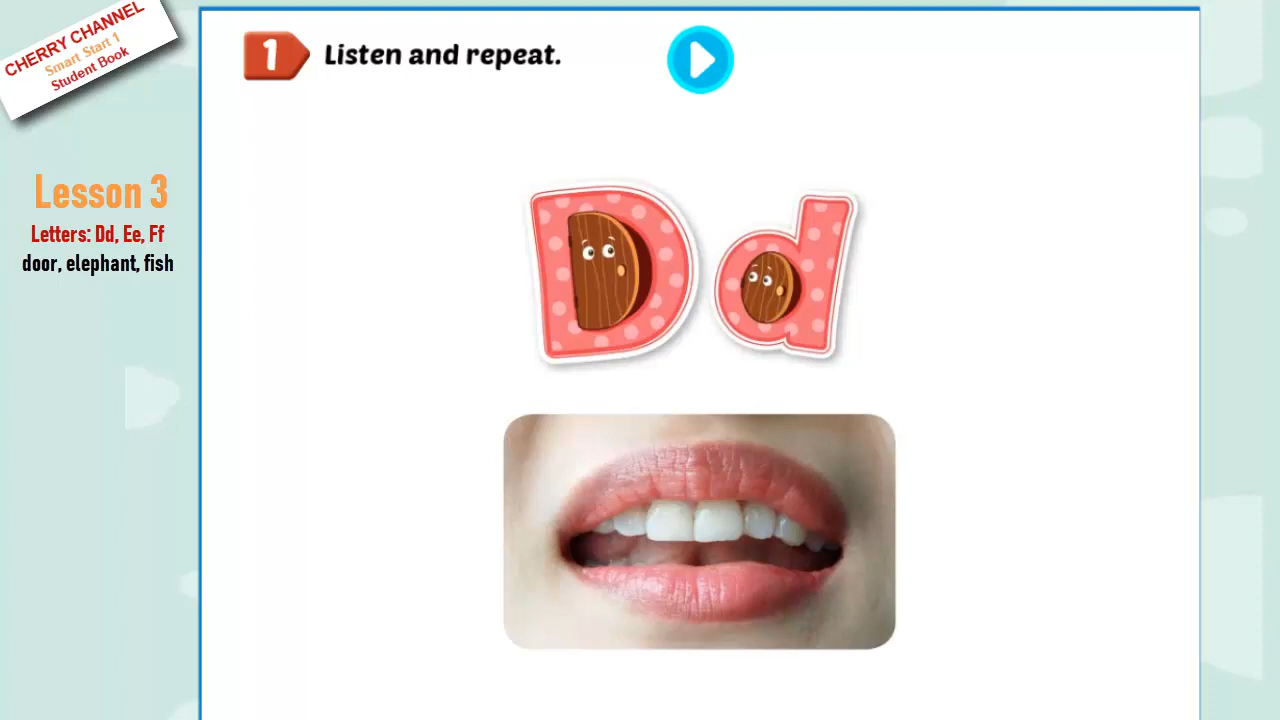 CHERRY CHANNEL
Smart Start 1
Student Book
1 Listen and repeat.
Lesson 3
Letters: Dd, Ee, Ff
door, elephant, fish
D d